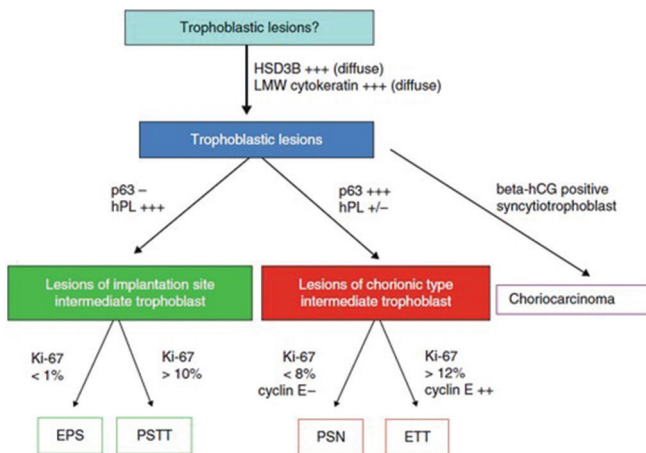 Trophoblastic lesions?
HSD3B +++ (diffuse)
LMW cytokeratin +++ (diffuse)
Trophoblastic lesions
p63 –
hPL +++
p63 +++
hPL +/–
beta-hCG positive
syncytiotrophoblast
Lesions of implantation site
intermediate trophoblast
Lesions of chorionic type
intermediate trophoblast
Choriocarcinoma
Ki-67
< 1%
Ki-67
> 10%
Ki-67
< 8%
cyclin E–
Ki-67
> 12%
cyclin E ++
EPS
PSTT
PSN
ETT